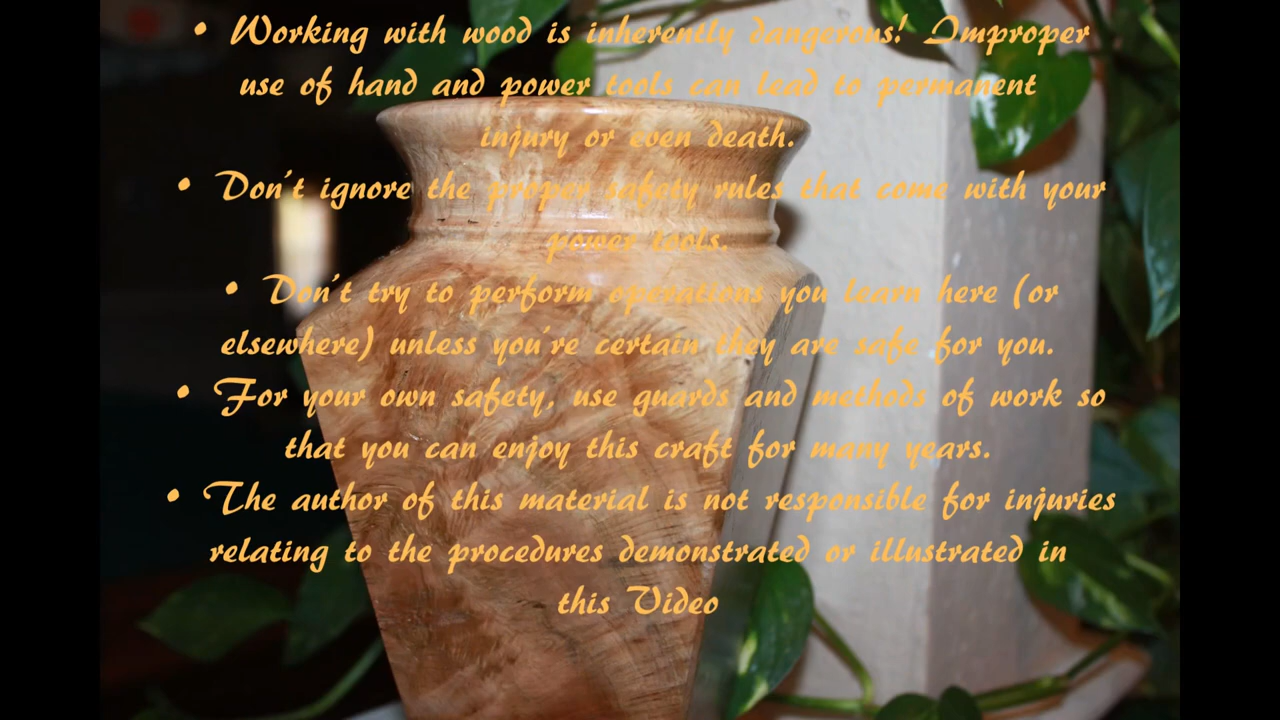 • Working with wood is inherently dangerous! Improper
use of hand and power tools can lead to permanent
injury or even death.
• Don't ignore the proper safety rules that come with your
power tools.
• Don't try to perform operations you learn here (or
elsewhere) unless you're certain they are safe for you.
• For your own safety, use guards and methods of work so
that you can enjoy this craft for many years.
• The author of this material is not responsible for injuries
relating to the procedures demonstrated or illustrated in
this Video